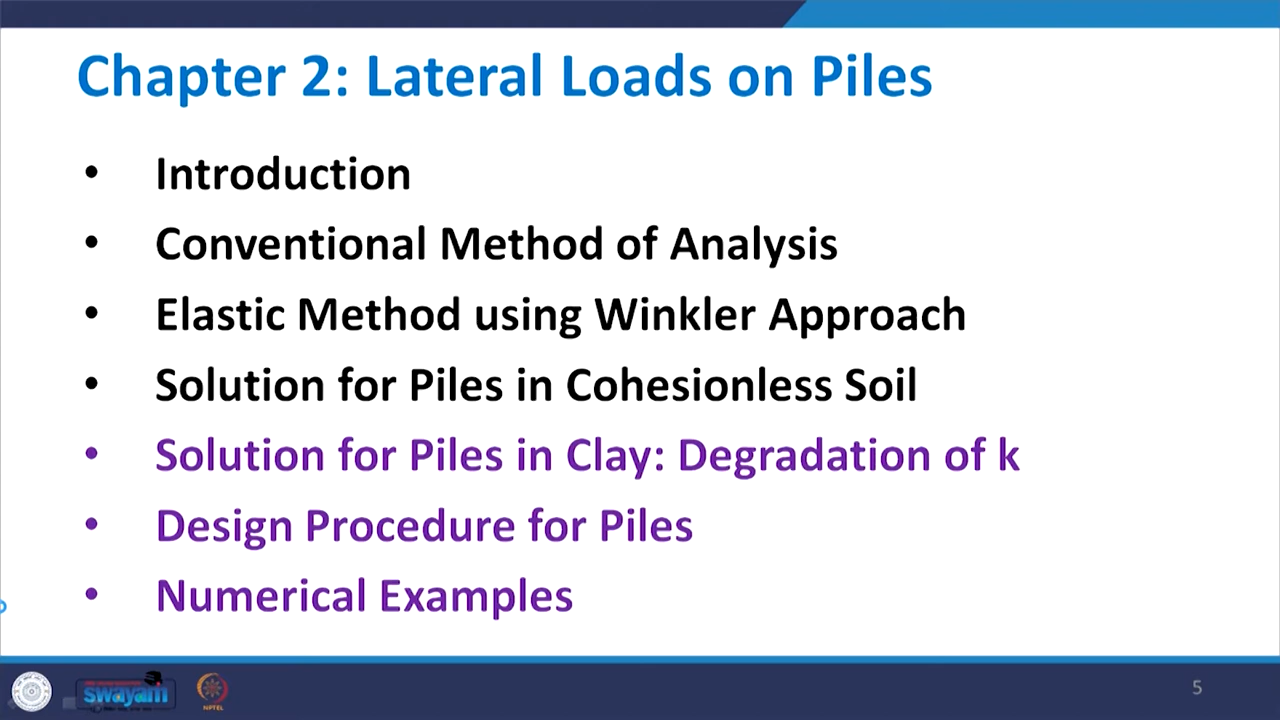 Chapter 2: Lateral Loads on Piles
• Introduction
• Conventional Method of Analysis
• Elastic Method using Winkler Approach
• Solution for Piles in Cohesionless Soil
• Solution for Piles in Clay: Degradation of k
• Design Procedure for Piles
• Numerical Examples
swayam
NPTEL
5